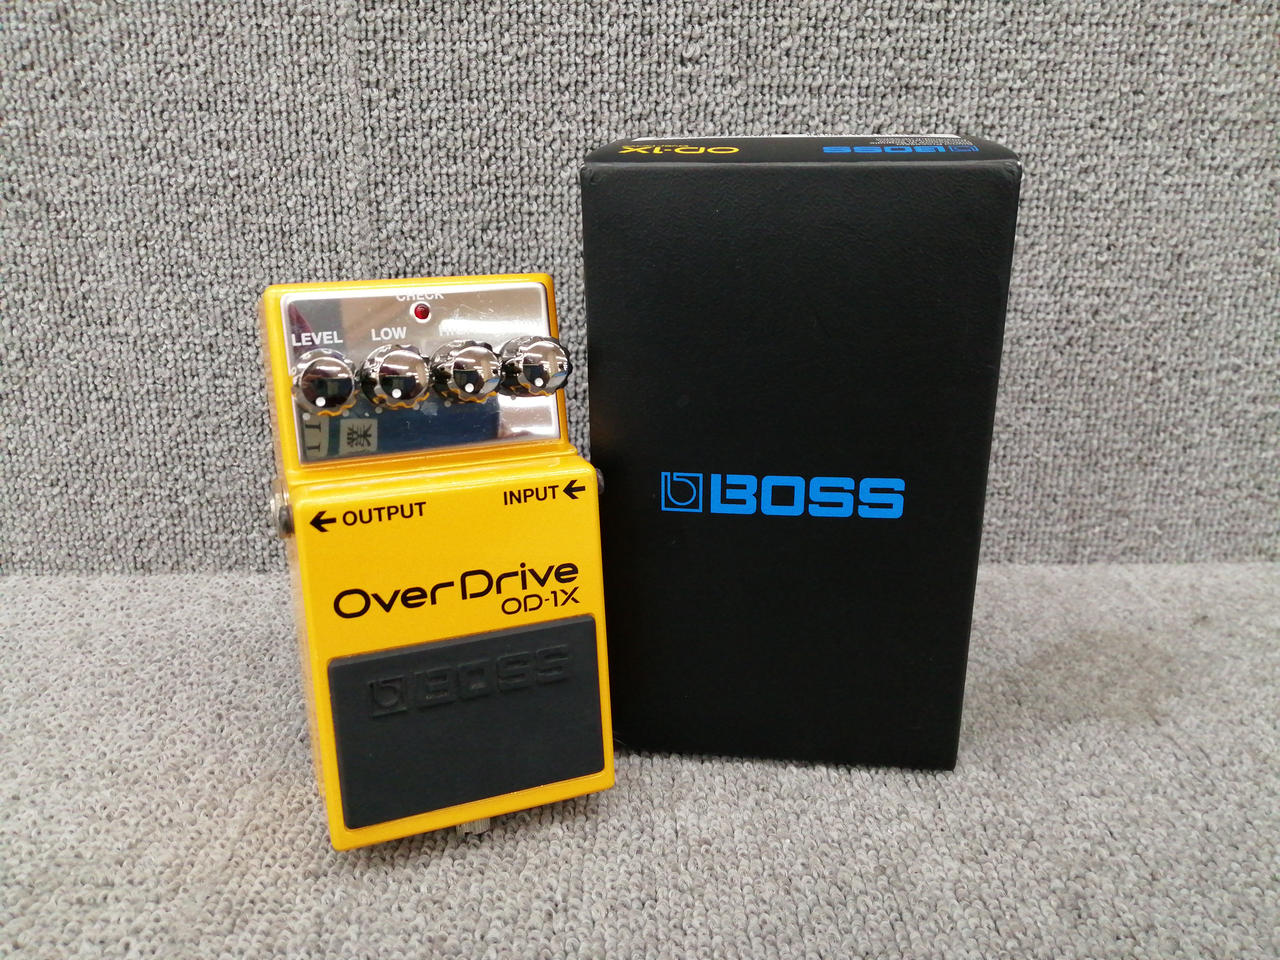 CHECK
LEVEL
LOW
← OUTPUT
INPUT ←
OverDrive
OD-1X
BOSS
OD-1X
BOSS
BOSS